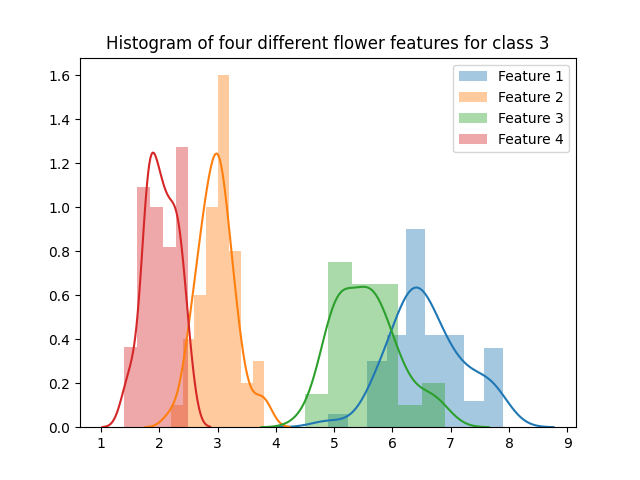 Histogram of four different flower features for class 3
Feature 1
Feature 2
Feature 3
Feature 4
1.6
1.4
1.2
1.0
0.8
0.6
0.4
0.2
0.0
1 2 3 4 5 6 7 8 9